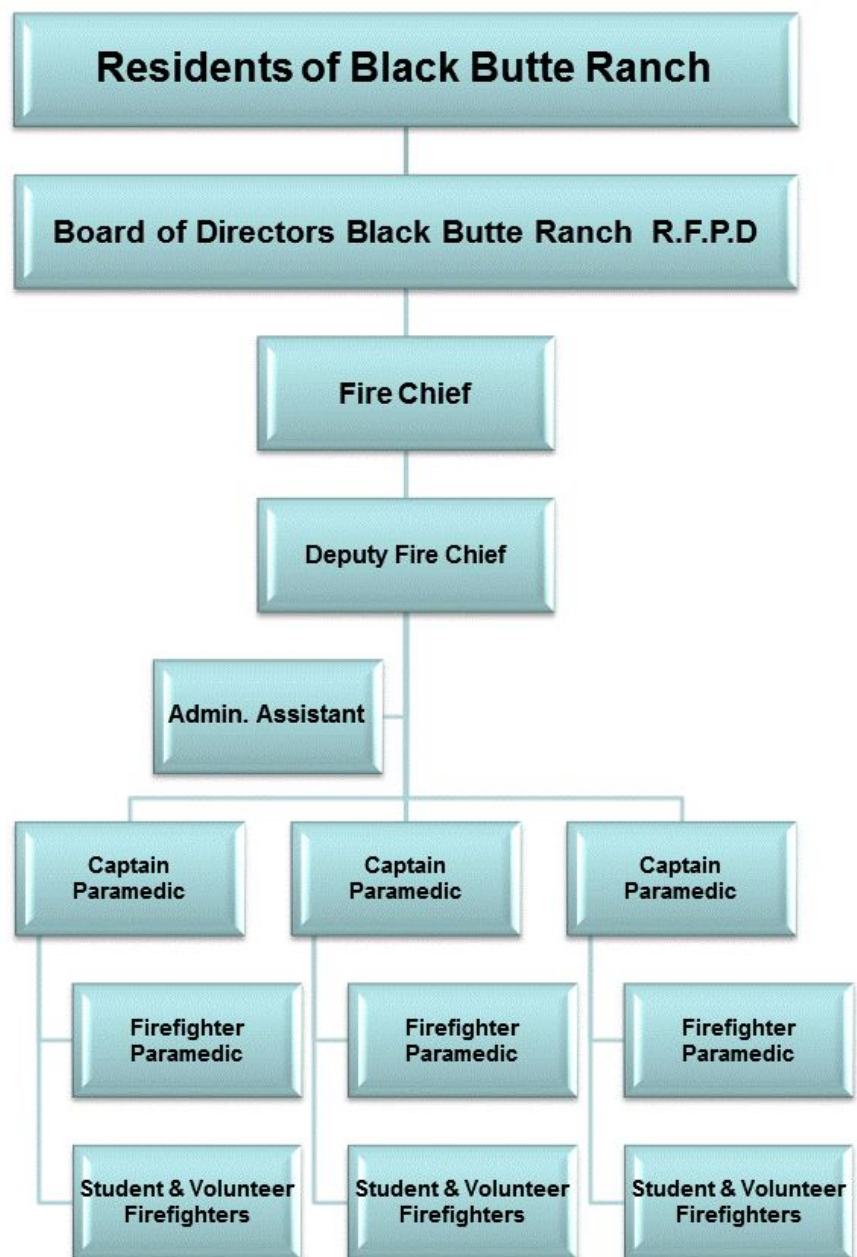 Residents of Black Butte Ranch
Board of Directors Black Butte Ranch R.F.P.D
Fire Chief
Deputy Fire Chief
Admin. Assistant
Captain
Paramedic
Captain
Paramedic
Captain
Paramedic
Firefighter
Paramedic
Firefighter
Paramedic
Firefighter
Paramedic
Student & Volunteer
Firefighters
Student & Volunteer
Firefighters
Student & Volunteer
Firefighters